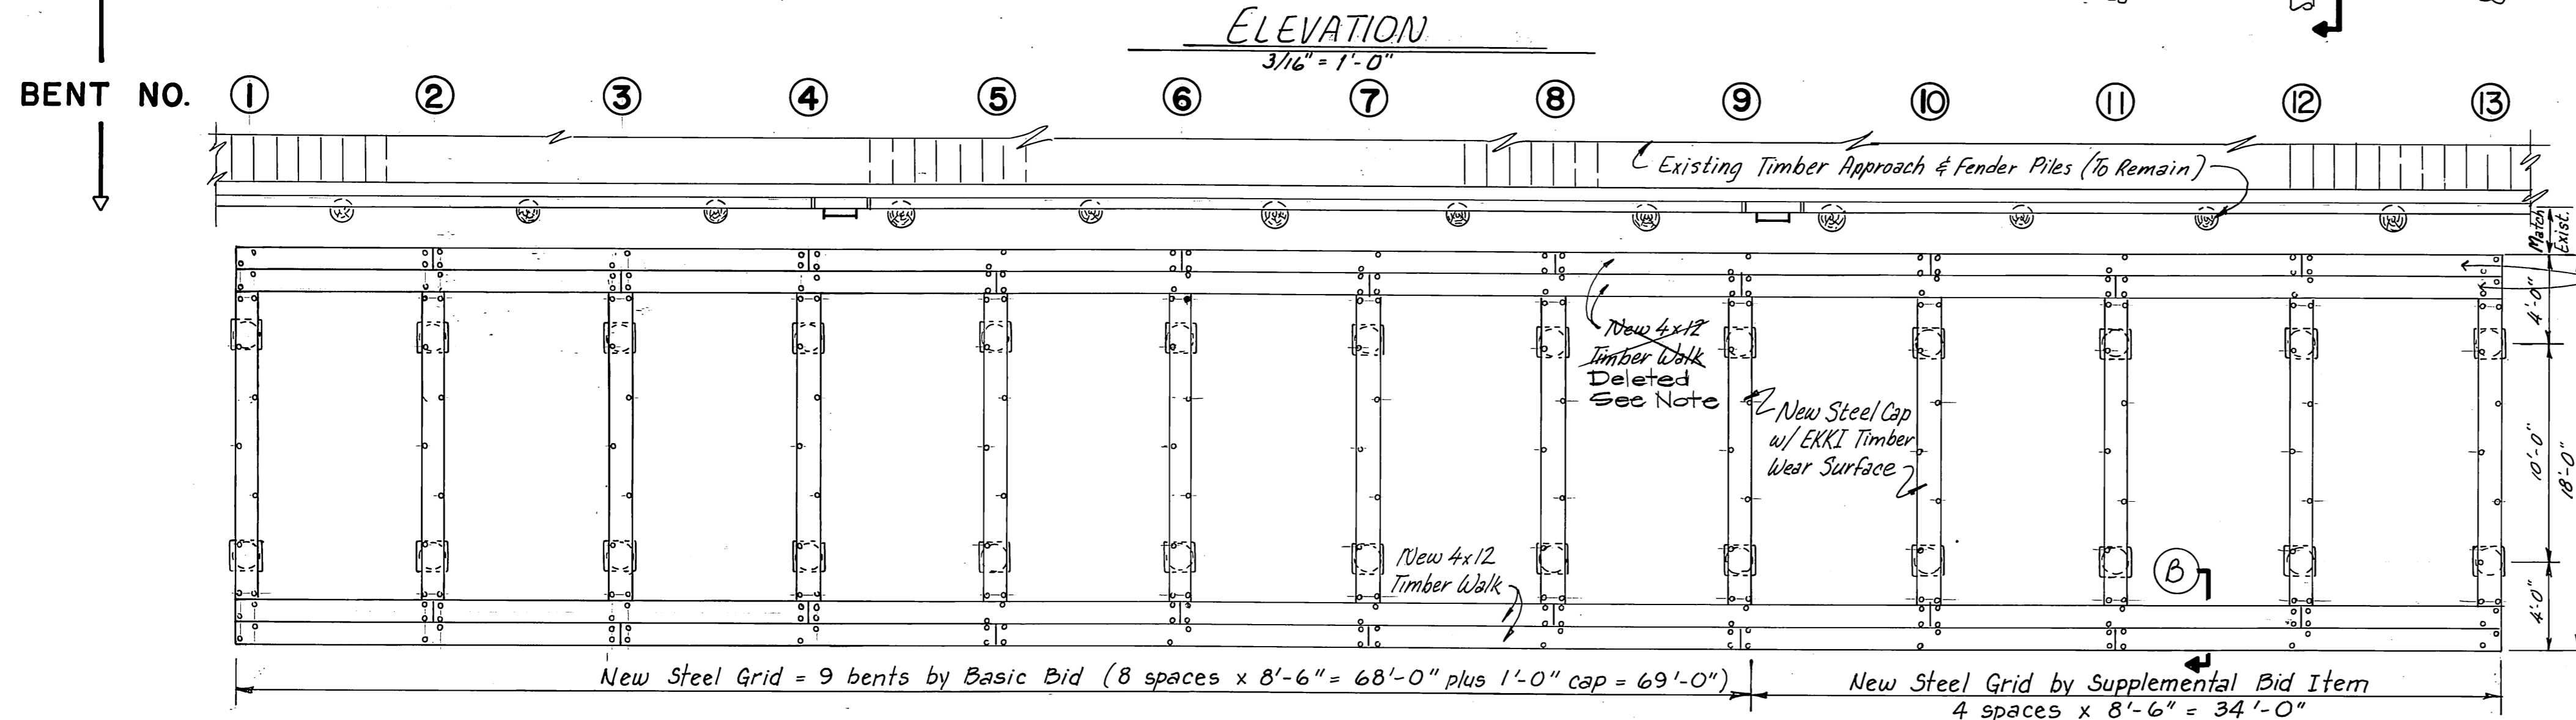 ELEVATION
3/16" = 1'-0"
BENT NO. 1 2 3 4 5 6 7 8 9 10 11 12 13
Existing Timber Approach & Fender Piles (To Remain)
Match
Exist.
New 4x12
Timber Walk
Deleted
See Note
New Steel Cap
w/ EKKI Timber
Wear Surface
New 4x12
Timber Walk
B
4'-0"
10'-0"
18'-0"
4'-0"
New Steel Grid = 9 bents by Basic Bid (8 spaces x 8'-6" = 68'-0" plus 1'-0" cap = 69'-0")
New Steel Grid by Supplemental Bid Item
4 spaces x 8'-6" = 34'-0"